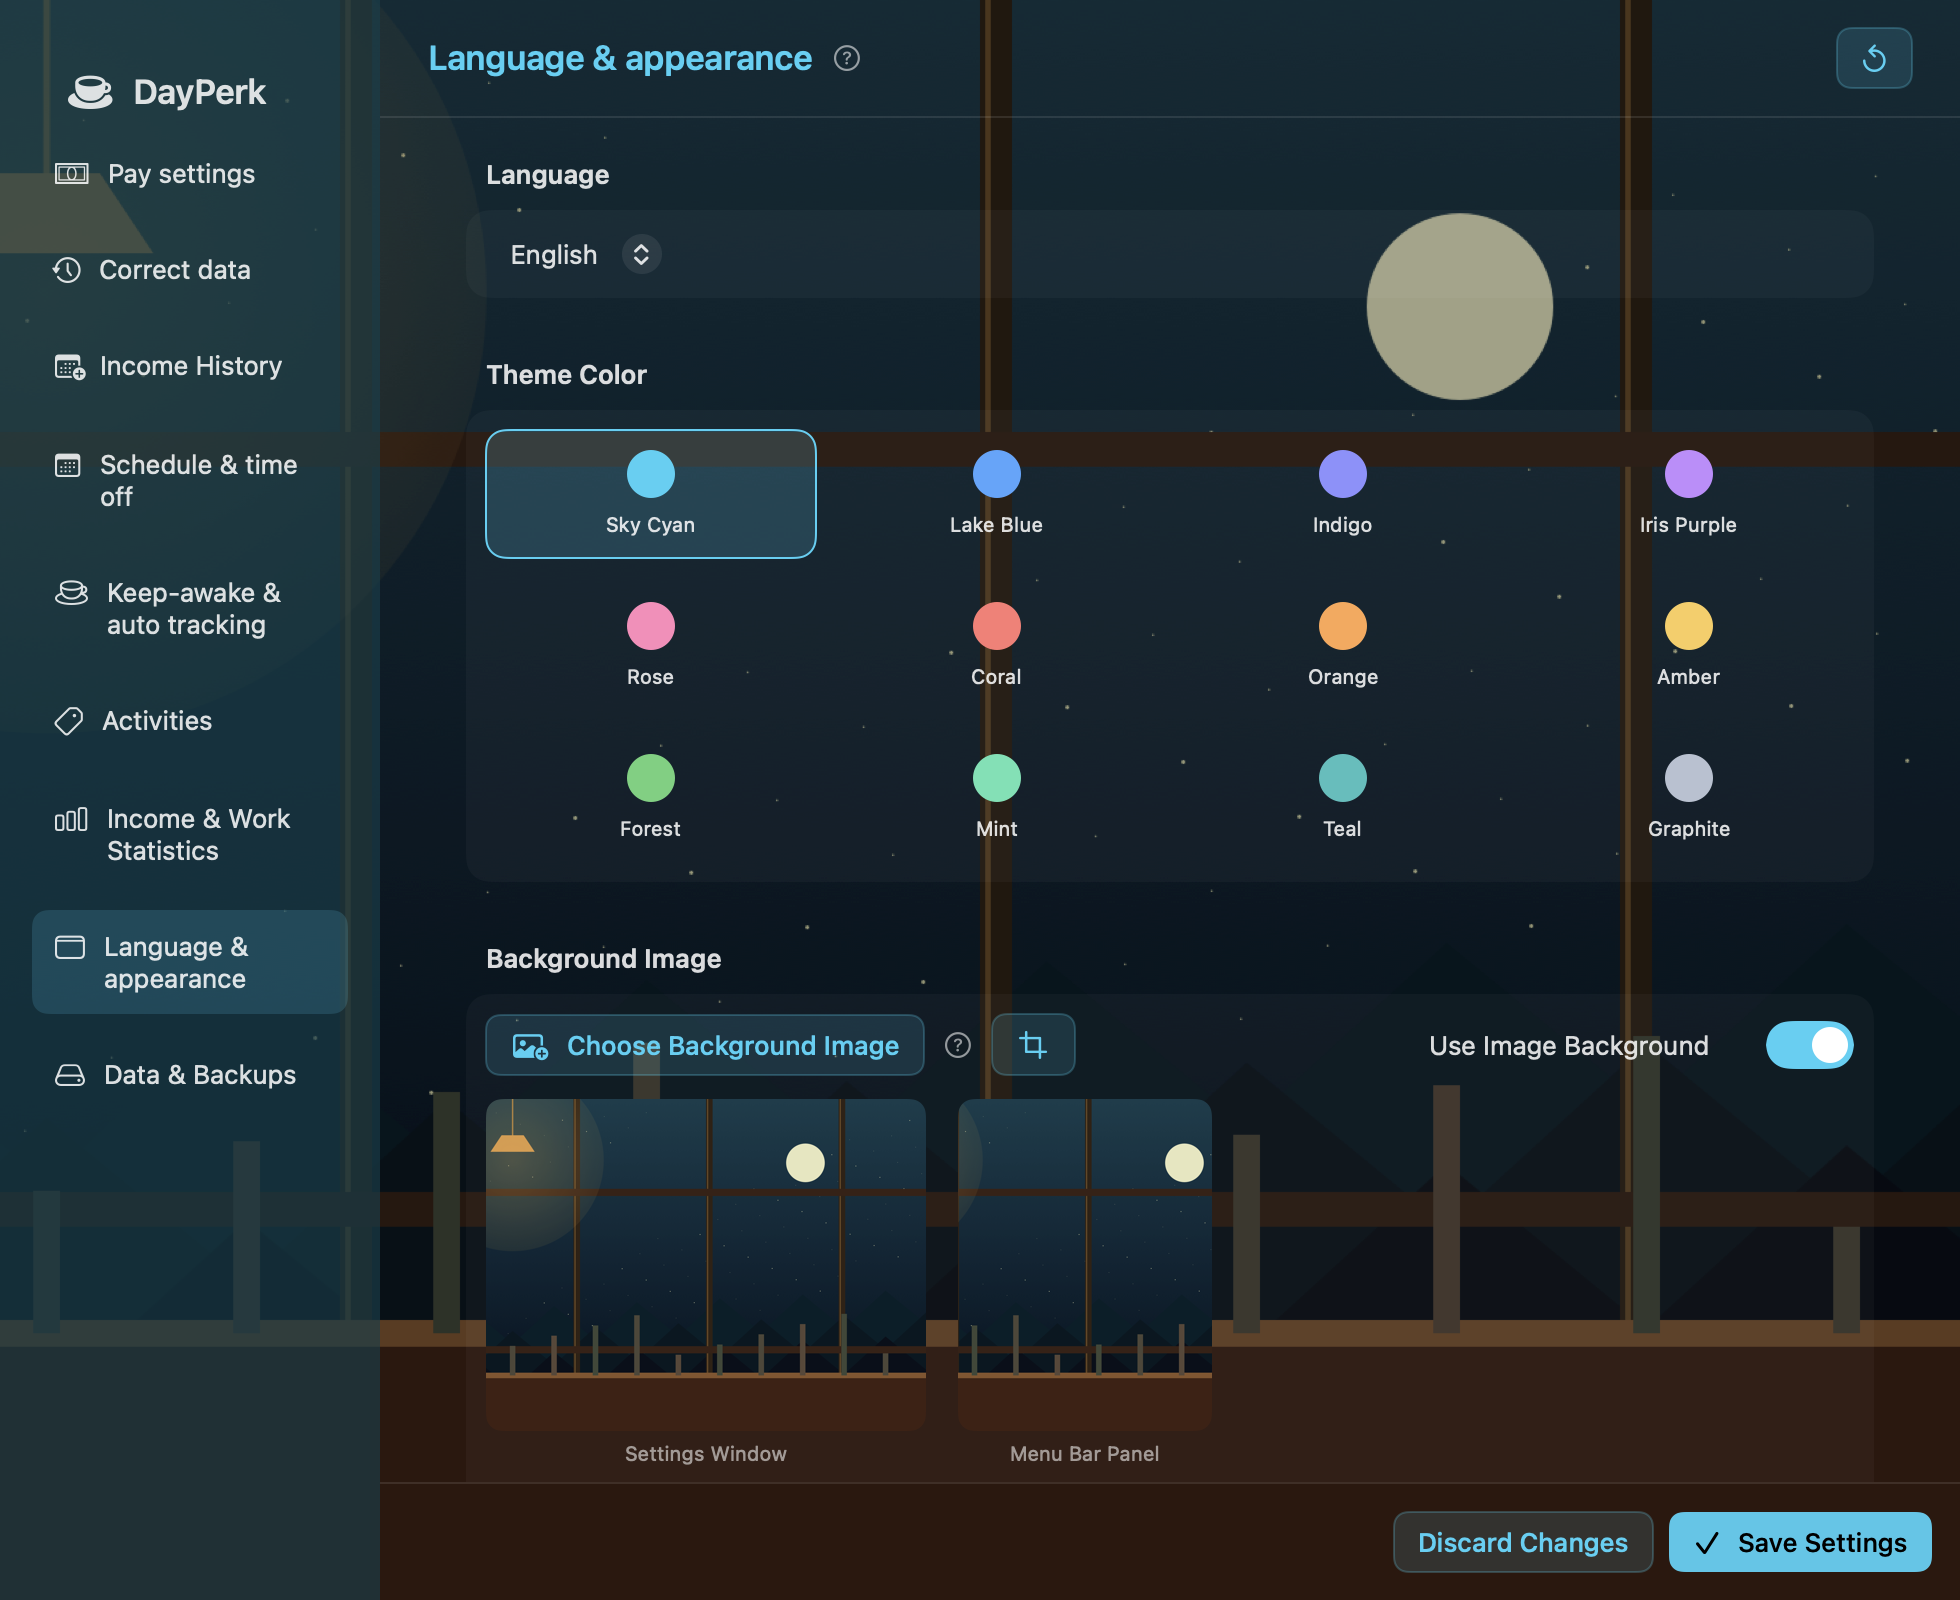 DayPerk
Pay settings
Correct data
Income History
Schedule & time
off
Keep-awake &
auto tracking
Activities
Income & Work
Statistics
Language &
appearance
Data & Backups
Language & appearance
Language
English
Theme Color
Sky Cyan
Lake Blue
Indigo
Iris Purple
Rose
Coral
Orange
Amber
Forest
Mint
Teal
Graphite
Background Image
Choose Background Image
Use Image Background
Settings Window
Menu Bar Panel
Discard Changes
Save Settings